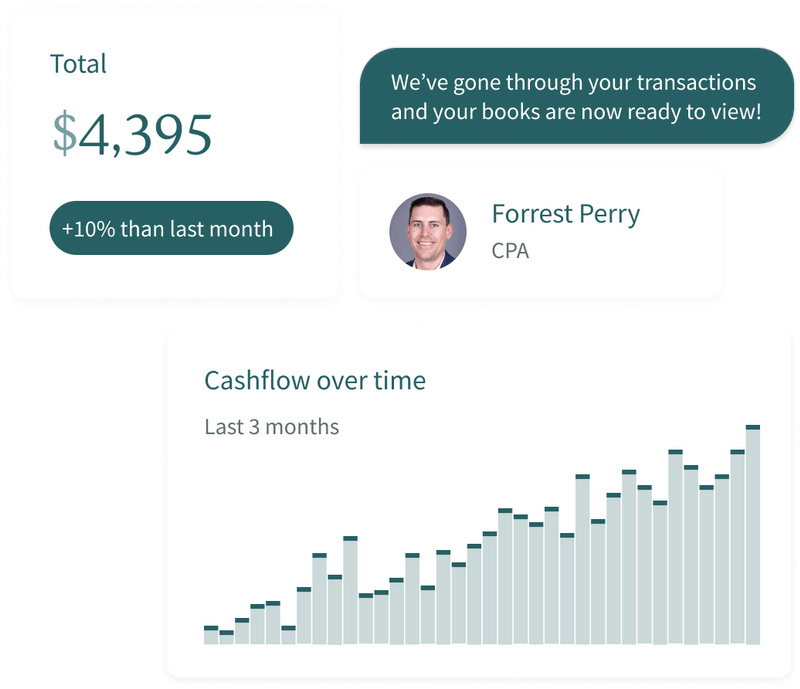 Total
$4,395
+10% than last month
We’ve gone through your transactions
and your books are now ready to view!
Forrest Perry
CPA
Cashflow over time
Last 3 months